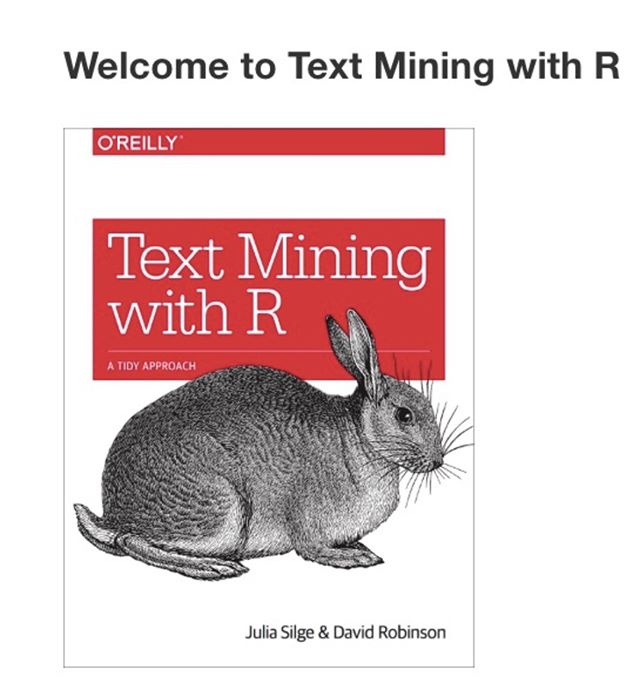 Welcome to Text Mining with R
O'REILLY®
Text Mining
with R
A TIDY APPROACH
Julia Silge & David Robinson